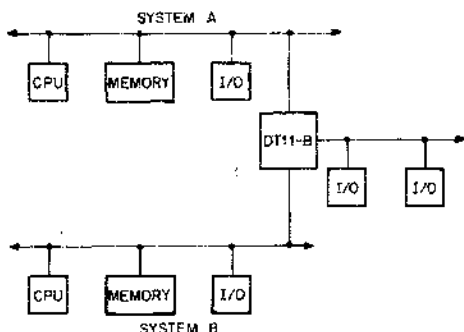 SYSTEM A
CPU
MEMORY
I/O
DT11-B
I/O
I/O
CPU
MEMORY
I/O
SYSTEM B